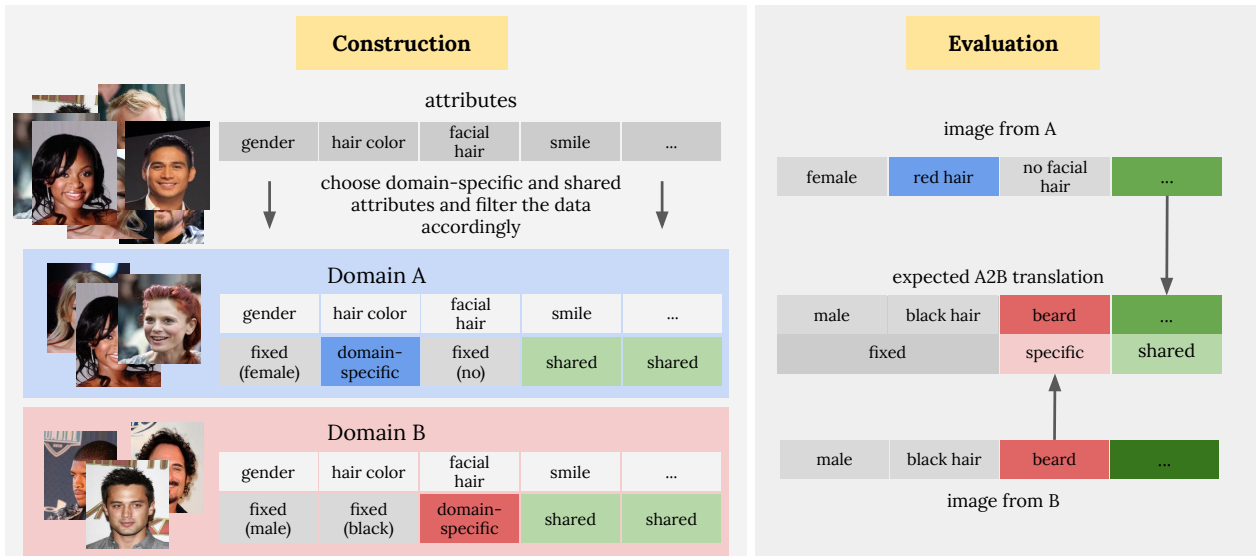 Construction
attributes
gender hair color facial hair smile ...
choose domain-specific and shared
attributes and filter the data
accordingly
Domain A
gender hair color facial hair smile ...
fixed (female) domain-specific fixed (no) shared shared
Domain B
gender hair color facial hair smile ...
fixed (male) fixed (black) domain-specific shared shared
Evaluation
image from A
female red hair no facial hair ...
expected A2B translation
male black hair beard ...
fixed specific shared
male black hair beard ...
image from B